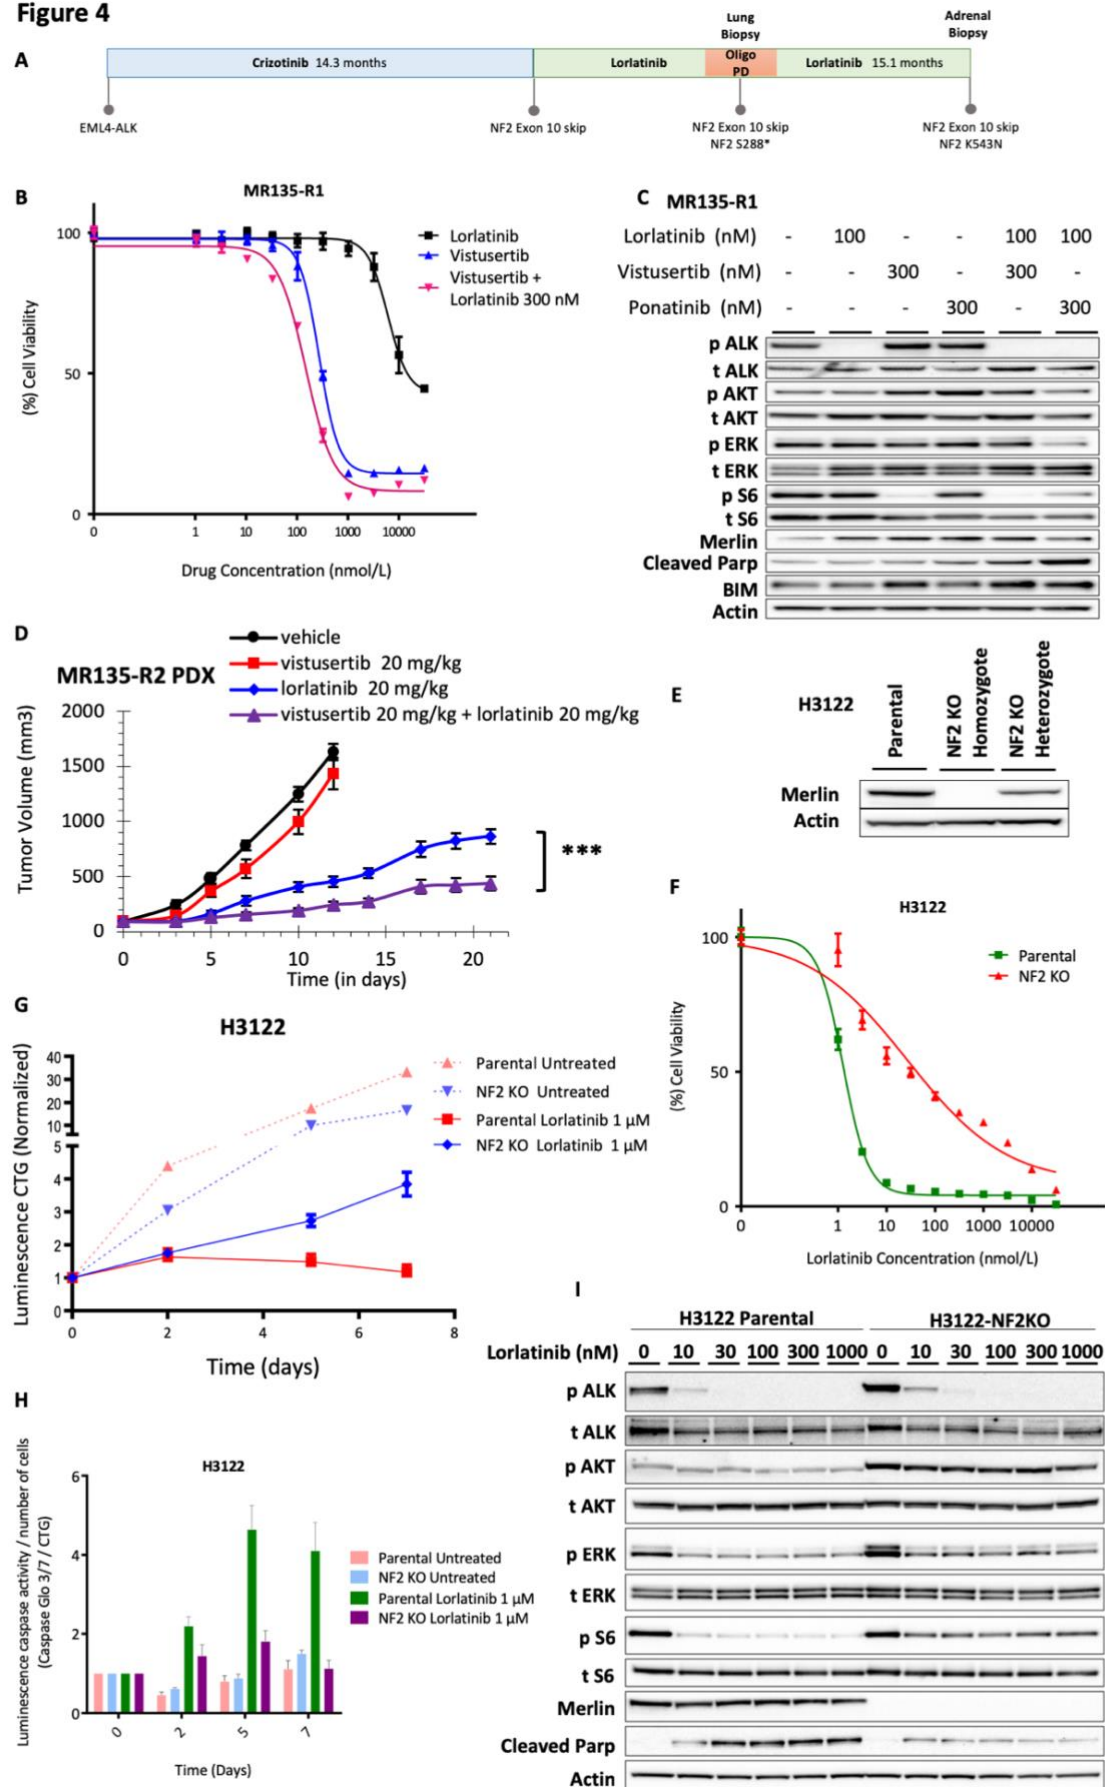 Figure 4
A
Lung
Biopsy
Adrenal
Biopsy
Crizotinib 14.3 months
Lorlatinib
Oligo
PD
Lorlatinib 15.1 months
EML4-ALK
NF2 Exon 10 skip
NF2 Exon 10 skip
NF2 S288*
NF2 Exon 10 skip
NF2 K543N
B
MR135-R1
100
50
0
0 1 10 100 1000 10000
(%) Cell Viability
Drug Concentration (nmol/L)
Lorlatinib
Vistusertib
Vistusertib +
Lorlatinib 300 nM
C
MR135-R1
Lorlatinib (nM) - 100 - - 100 100
Vistusertib (nM) - - 300 - 300 -
Ponatinib (nM) - - - 300 - 300
p ALK
t ALK
p AKT
t AKT
p ERK
t ERK
p S6
t S6
Merlin
Cleaved Parp
BIM
Actin
D
MR135-R2 PDX
vehicle
vistusertib 20 mg/kg
lorlatinib 20 mg/kg
vistusertib 20 mg/kg + lorlatinib 20 mg/kg
Tumor Volume (mm3)
2000
1500
1000
500
0
0 5 10 15 20
Time (in days)
***
E
H3122
Parental
NF2 KO
Homozygote
NF2 KO
Heterozygote
Merlin
Actin
F
H3122
100
50
0
0 1 10 100 1000 10000
(%) Cell Viability
Lorlatinib Concentration (nmol/L)
Parental
NF2 KO
G
H3122
Luminescence CTG (Normalized)
40
30
20
10
5
4
3
2
1
0
0 2 4 6 8
Time (days)
Parental Untreated
NF2 KO Untreated
Parental Lorlatinib 1 µM
NF2 KO Lorlatinib 1 µM
H
H3122
Luminescence caspase activity / number of cells
(Caspase Glo 3/7 / CTG)
6
4
2
0
0 2 5 7
Time (Days)
Parental Untreated
NF2 KO Untreated
Parental Lorlatinib 1 µM
NF2 KO Lorlatinib 1 µM
I
H3122 Parental H3122-NF2KO
Lorlatinib (nM) 0 10 30 100 300 1000 0 10 30 100 300 1000
p ALK
t ALK
p AKT
t AKT
p ERK
t ERK
p S6
t S6
Merlin
Cleaved Parp
Actin